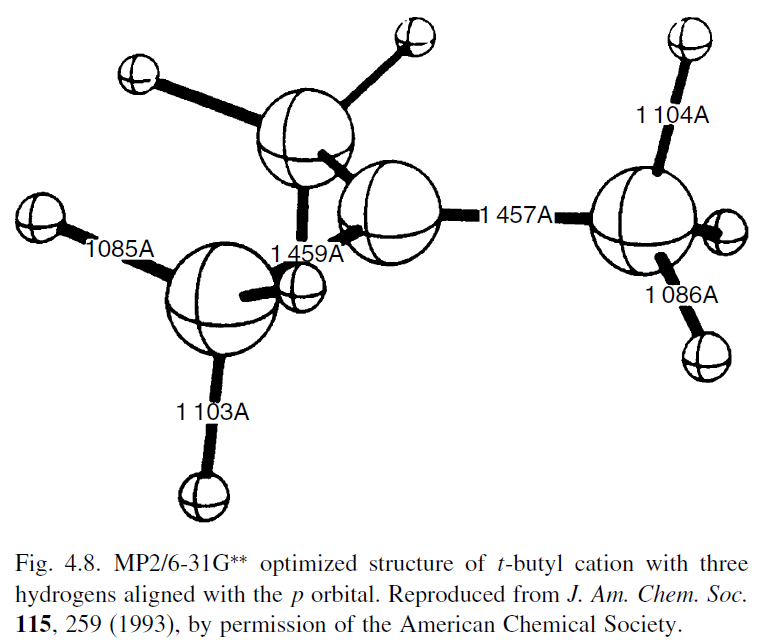 1 104A
1 457A
1085A
1 459A
1 086A
1 103A
Fig. 4.8. MP2/6-31G** optimized structure of t-butyl cation with three
hydrogens aligned with the p orbital. Reproduced from J. Am. Chem. Soc.
115, 259 (1993), by permission of the American Chemical Society.